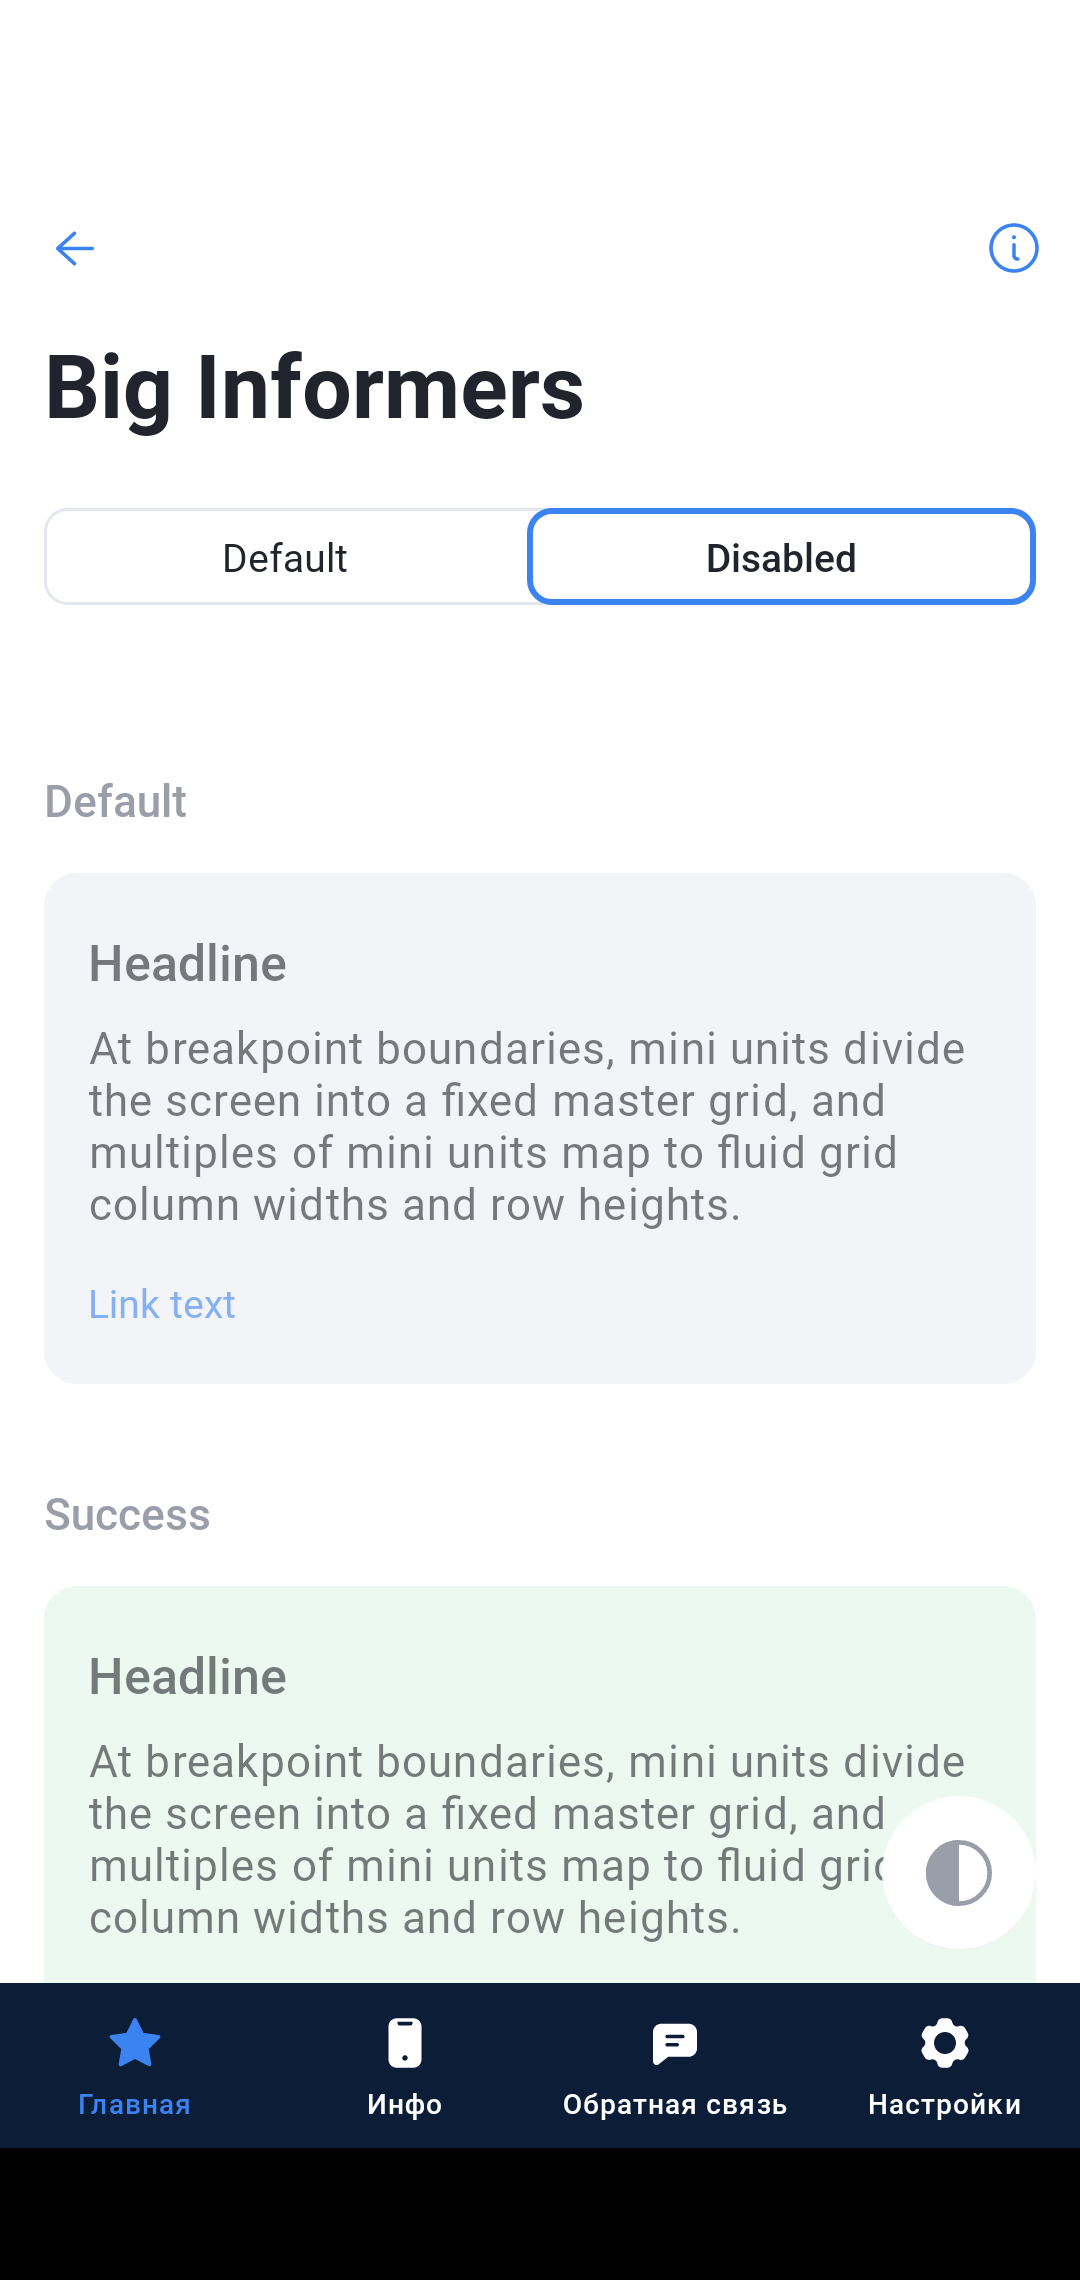 Big Informers
Default
Disabled
Default
Headline
At breakpoint boundaries, mini units divide
the screen into a fixed master grid, and
multiples of mini units map to fluid grid
column widths and row heights.
Link text
Success
Headline
At breakpoint boundaries, mini units divide
the screen into a fixed master grid, and
multiples of mini units map to fluid
column widths and row heights.
Главная
Инфо
Обратная связь
Настройки